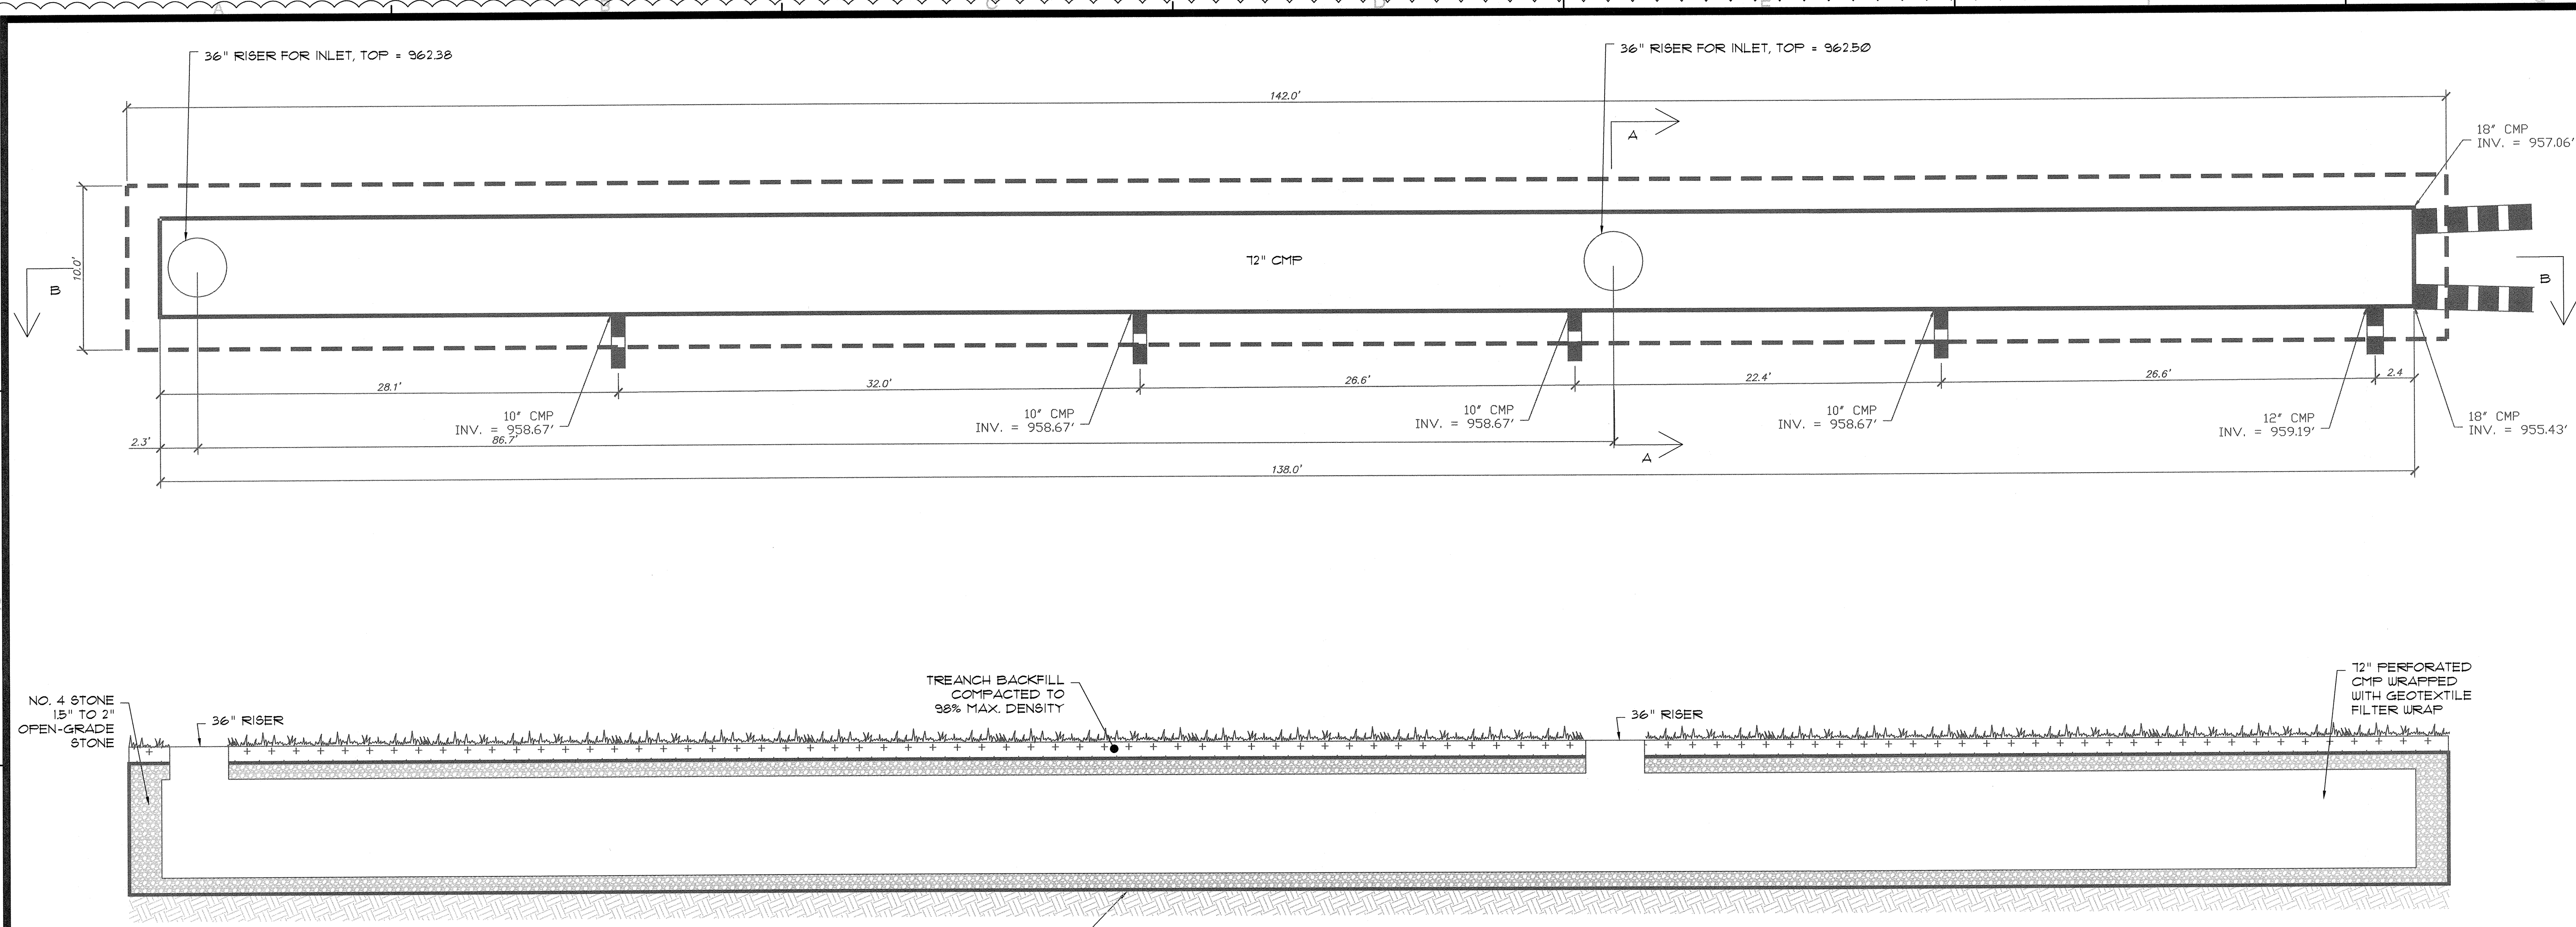 A B C D E
36" RISER FOR INLET, TOP = 962.38
36" RISER FOR INLET, TOP = 962.50
142.0'
A
18" CMP
INV. = 957.06'
10.0'
B
72" CMP
B
28.1'
32.0'
26.6'
22.4'
26.6'
2.4
10" CMP
INV. = 958.67'
10" CMP
INV. = 958.67'
10" CMP
INV. = 958.67'
10" CMP
INV. = 958.67'
12" CMP
INV. = 959.19'
18" CMP
INV. = 955.43'
2.3'
86.7'
A
138.0'
NO. 4 STONE
1.5" TO 2"
OPEN-GRADE
STONE
36" RISER
TREANCH BACKFILL
COMPACTED TO
98% MAX. DENSITY
36" RISER
72" PERFORATED
CMP WRAPPED
WITH GEOTEXTILE
FILTER WRAP